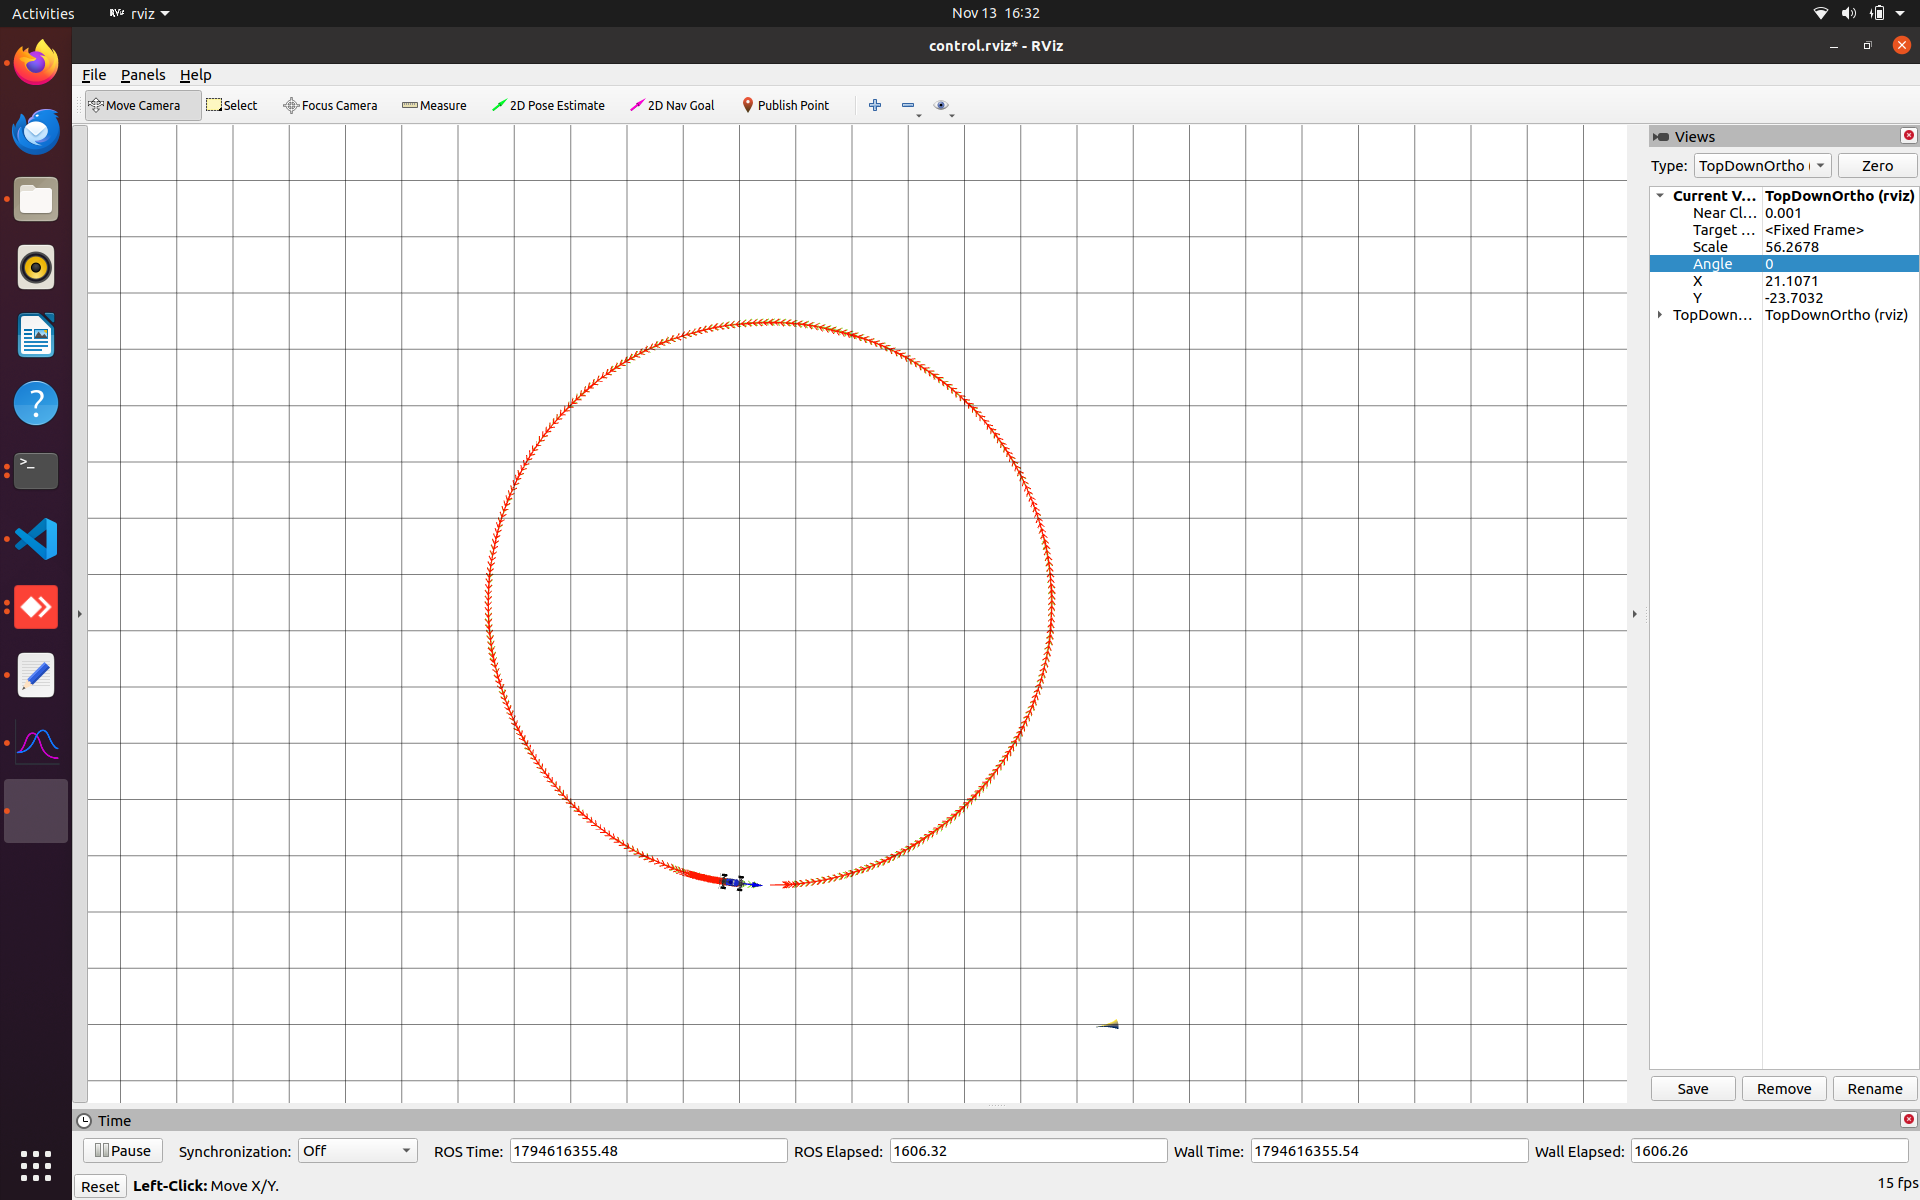 Activities RViz rviz Nov 13 16:32
control.rviz* - RViz
File Panels Help
Move Camera Select Focus Camera Measure 2D Pose Estimate 2D Nav Goal Publish Point
Views
Type: TopDownOrtho ( Zero
Current V... TopDownOrtho (rviz)
Near Cl... 0.001
Target ... <Fixed Frame>
Scale 56.2678
Angle 0
X 21.1071
Y -23.7032
TopDown... TopDownOrtho (rviz)
Save Remove Rename
Time
Pause Synchronization: Off ROS Time: 1794616355.48 ROS Elapsed: 1606.32 Wall Time: 1794616355.54 Wall Elapsed: 1606.26
Reset Left-Click: Move X/Y. 15 fps